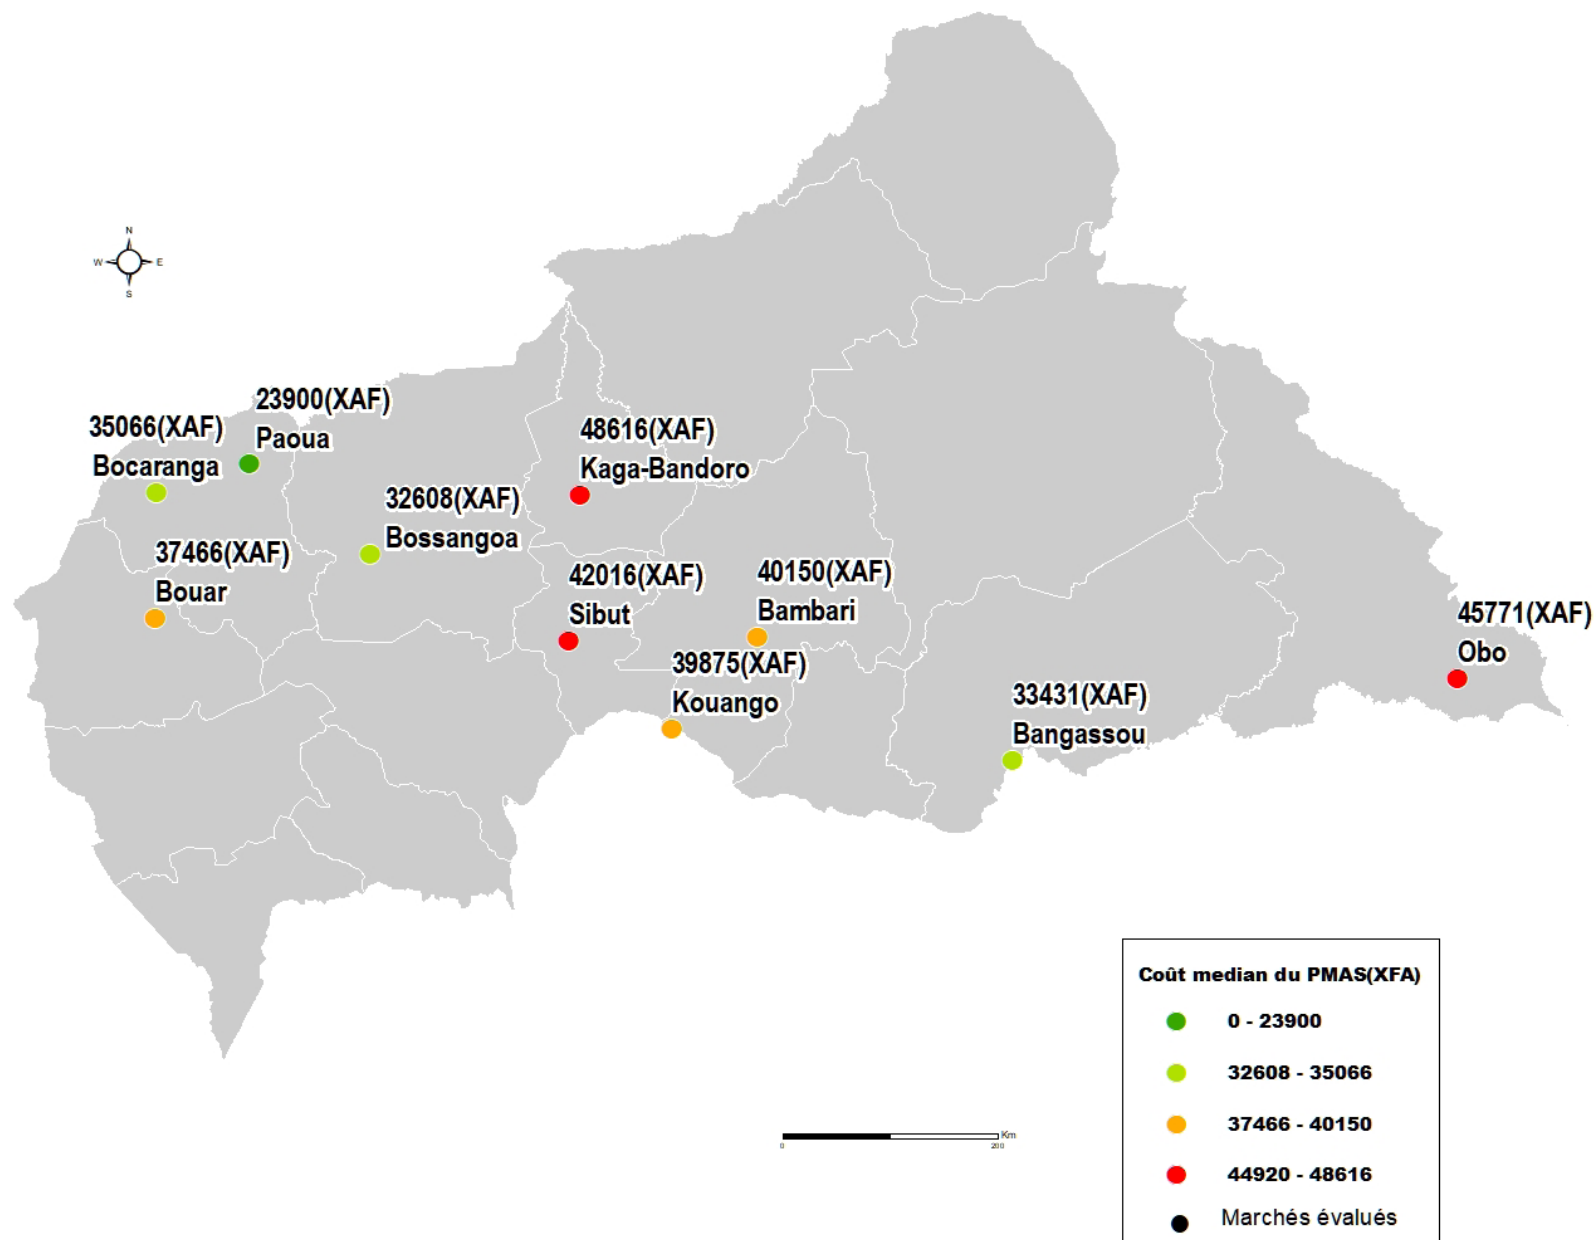 N
W E
S
23900(XAF)
Paoua
35066(XAF)
Bocaranga
48616(XAF)
Kaga-Bandoro
32608(XAF)
Bossangoa
37466(XAF)
Bouar
42016(XAF)
Sibut
40150(XAF)
Bambari
39875(XAF)
Kouango
45771(XAF)
Obo
33431(XAF)
Bangassou
Coût median du PMAS(XFA)
0 - 23900
32608 - 35066
37466 - 40150
44920 - 48616
Marchés évalués
Km
0 200